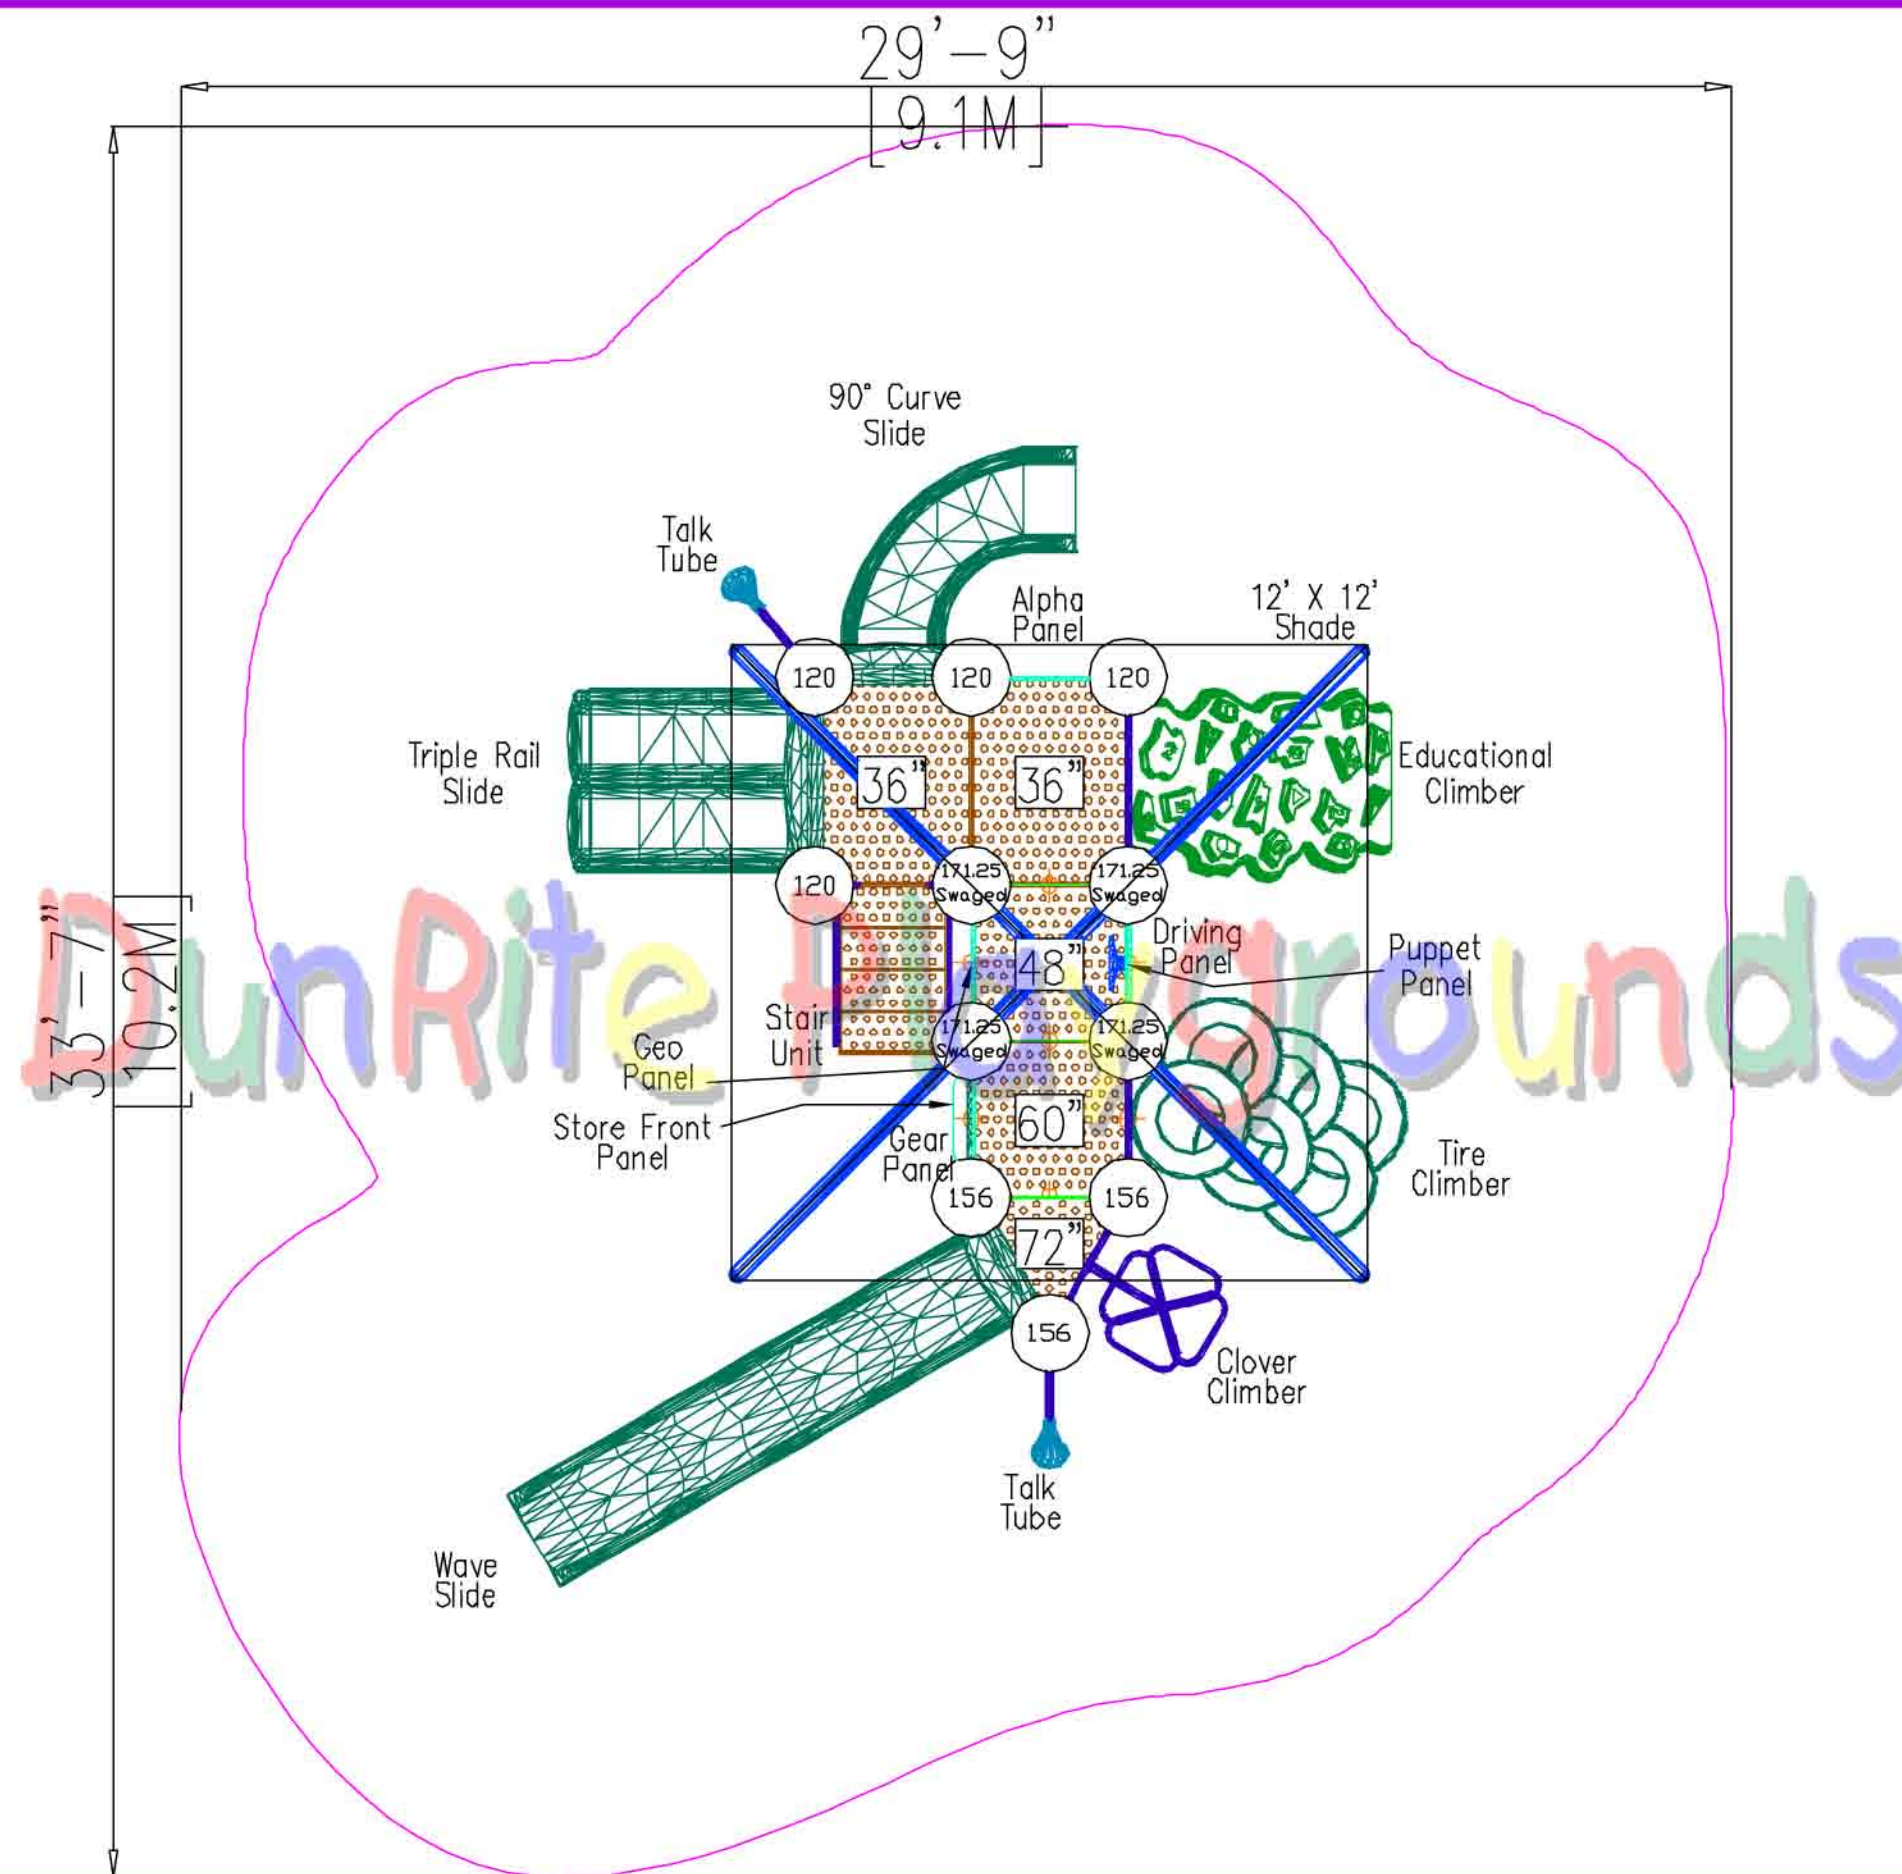 29'-9"
[9.1M]
90° Curve
Slide
Talk
Tube
Alpha
Panel
12' X 12'
Shade
120
120
120
Triple Rail
Slide
36"
36"
Educational
Climber
120
171.25
Swaged
171.25
Swaged
33'-7"
[10.2M]
DunRite Playgrounds
48"
Driving
Panel
Puppet
Panel
Stair
Unit
Geo
Panel
171.25
Swaged
171.25
Swaged
Store Front
Panel
Gear
Panel
60"
Tire
Climber
156
156
72"
156
Clover
Climber
Talk
Tube
Wave
Slide